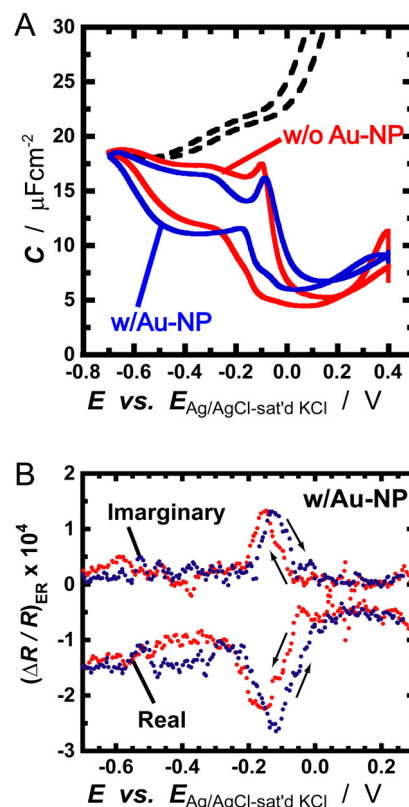 A
30
25
20
15
10
5
0
C / μFcm-2
w/o Au-NP
w/Au-NP
-0.8 -0.6 -0.4 -0.2 0.0 0.2 0.4
E vs. EAg/AgCl-sat'd KCl / V
B
2
1
0
-1
-2
-3
(ΔR / R)ER x 10^4
w/Au-NP
Imarginary
Real
-0.6 -0.4 -0.2 0.0 0.2
E vs. EAg/AgCl-sat'd KCl / V